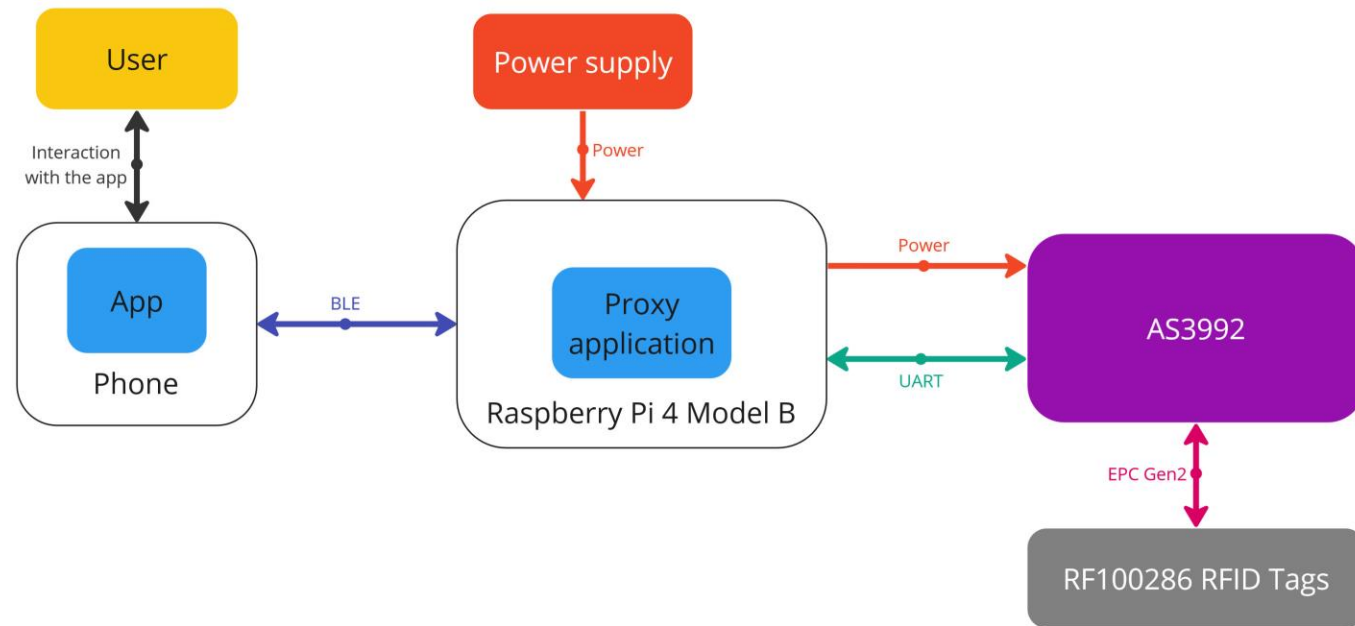 User
Power supply
Interaction
with the app
Power
App
Phone
BLE
Proxy
application
Raspberry Pi 4 Model B
Power
UART
AS3992
EPC Gen2
RF100286 RFID Tags